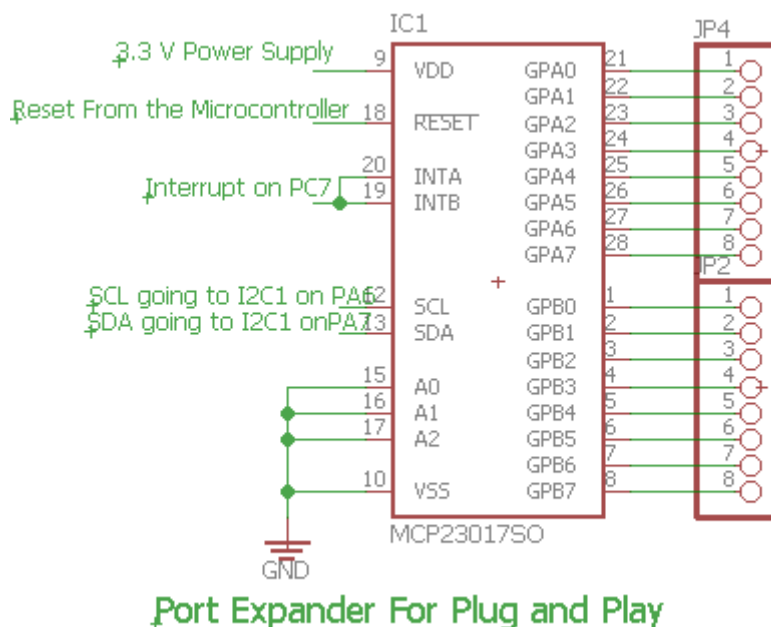 IC1
JP4
3.3 V Power Supply
9 VDD GPA0 21 1
GPA1 22 2
Reset From the Microcontroller
18 RESET GPA2 23 3
GPA3 24 4
20 INTA GPA4 25 5
Interrupt on PC7
19 INTB GPA5 26 6
GPA6 27 7
GPA7 28 8
JP2
SCL going to I2C1 on PA6
12 SCL GPB0 1 1
SDA going to I2C1 onPA7
13 SDA GPB1 2 2
GPB2 3 3
15 A0 GPB3 4 4
16 A1 GPB4 5 5
17 A2 GPB5 6 6
GPB6 7 7
10 VSS GPB7 8 8
MCP23017SO
GND
Port Expander For Plug and Play